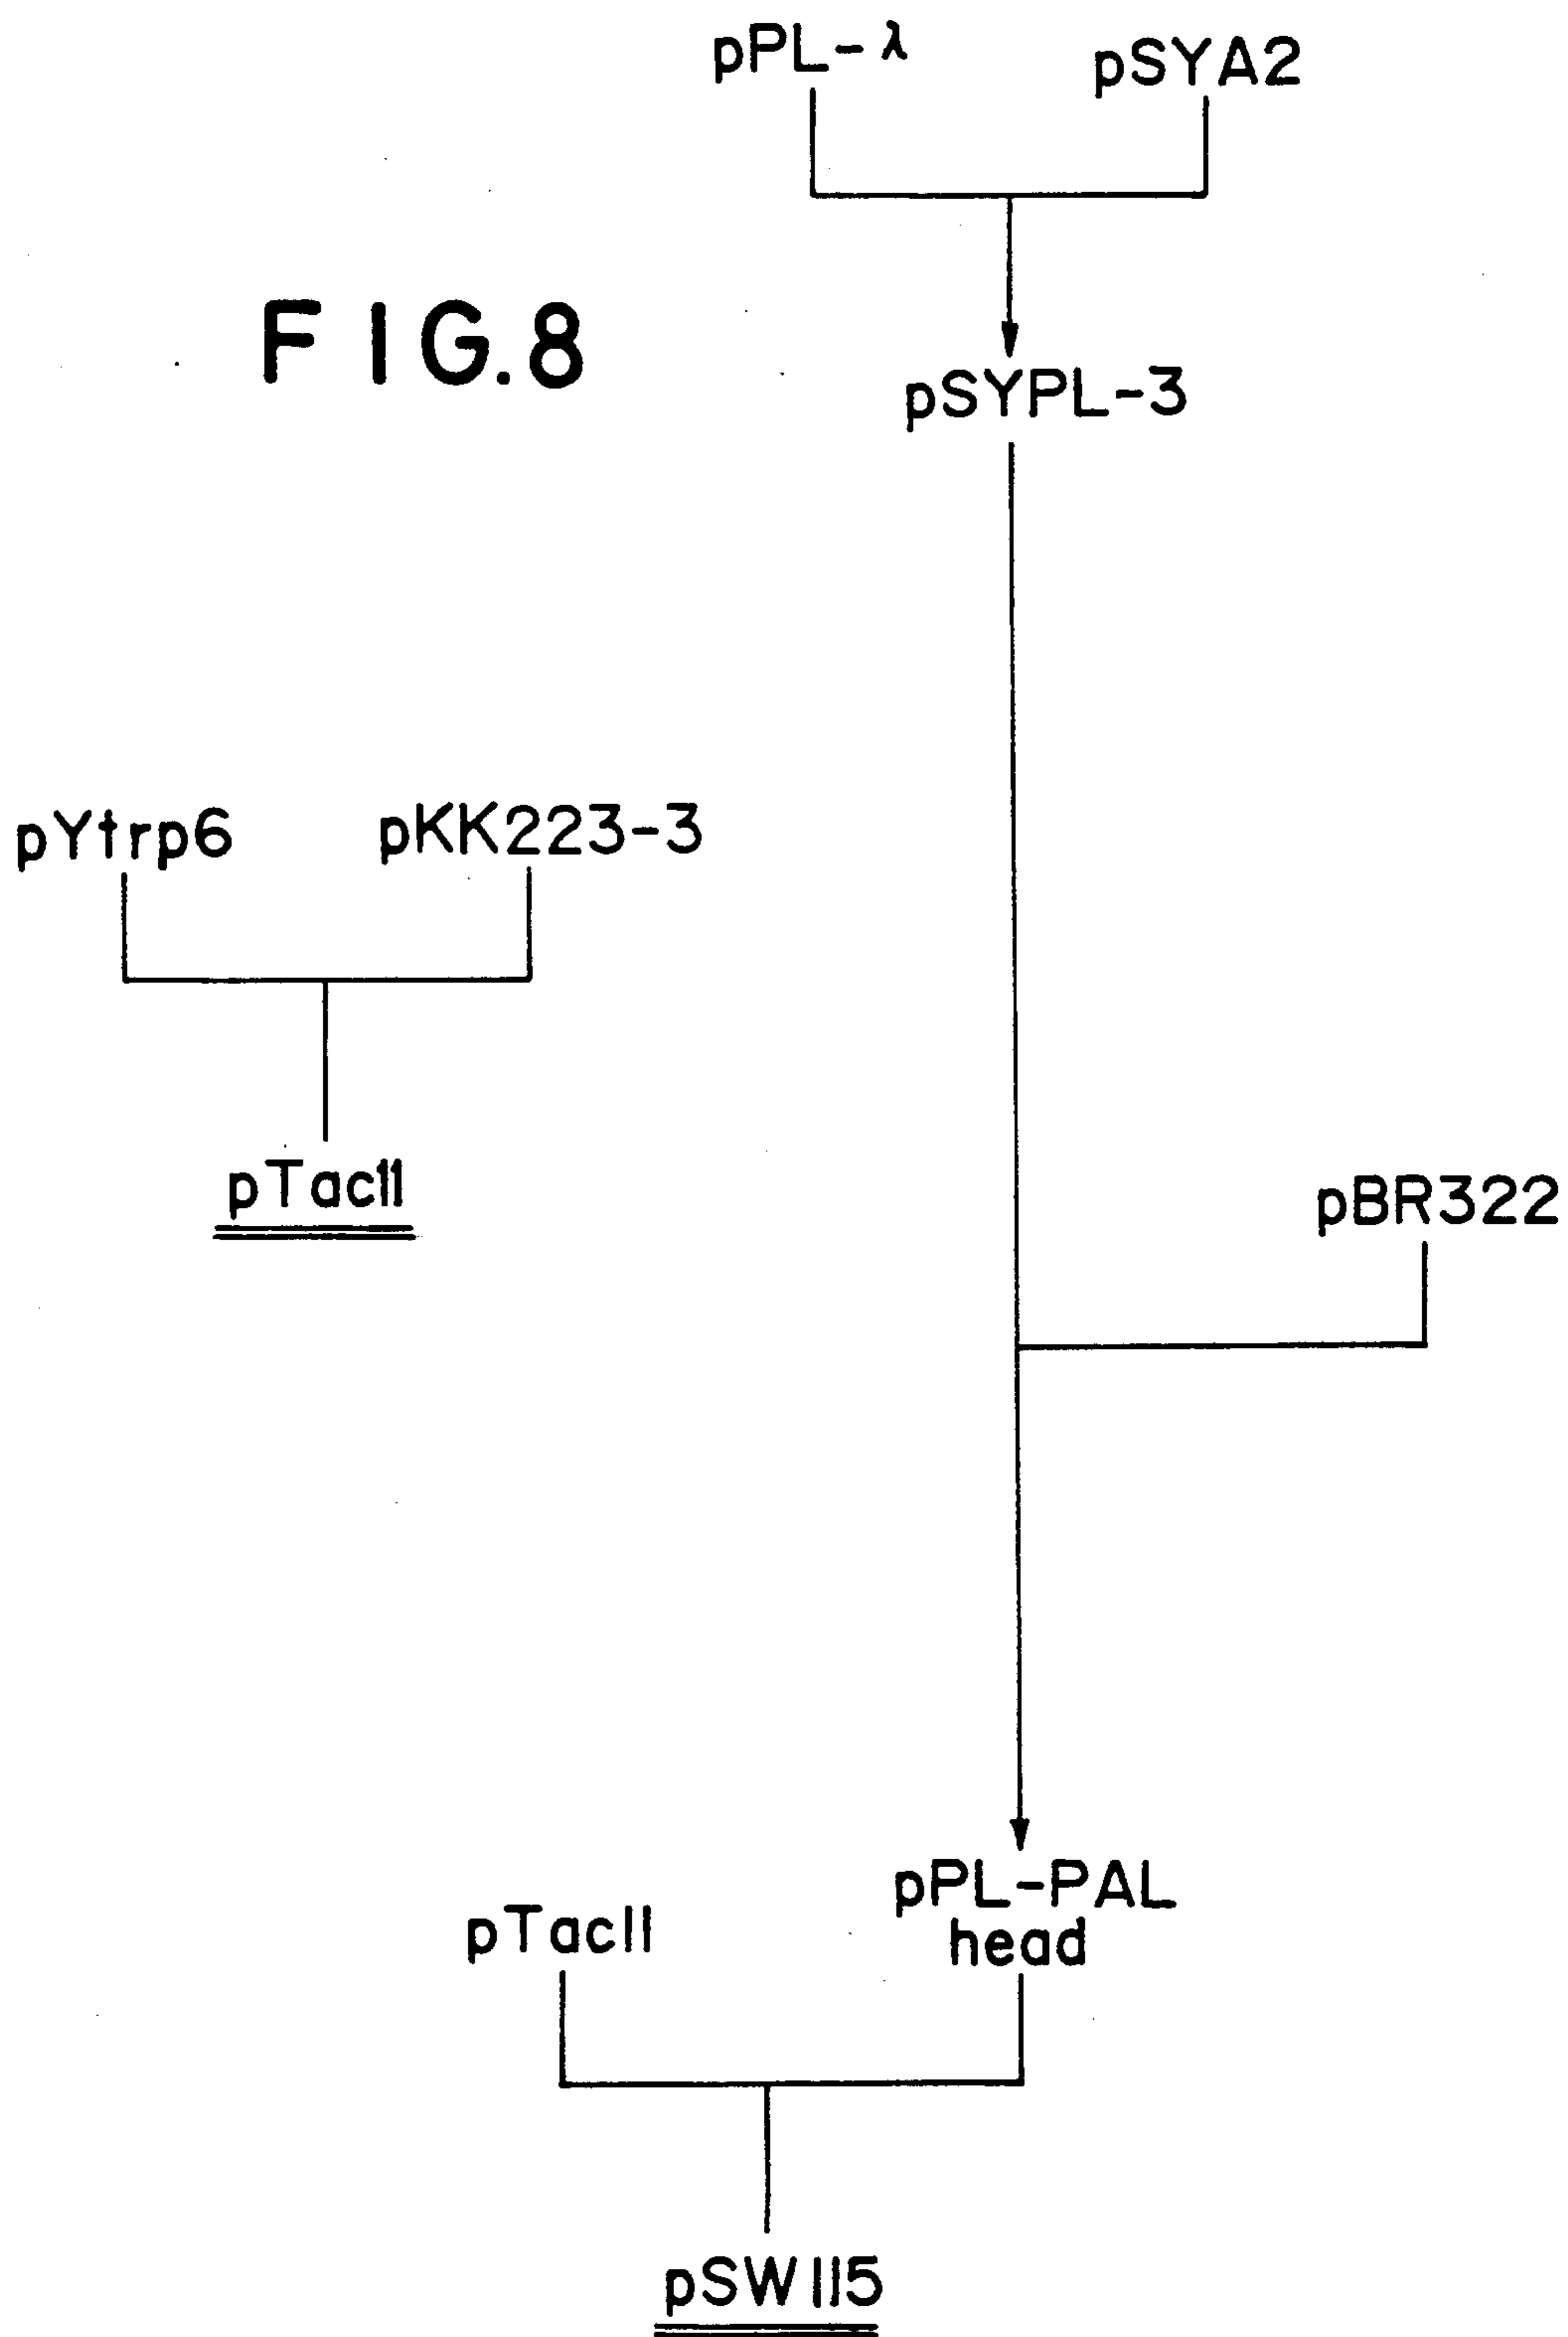 pPL-λ
pSYA2
FIG.8
pSYPL-3
pYtrp6
pKK223-3
pTac11
pBR322
pPL-PAL
head
pTac11
pSW115